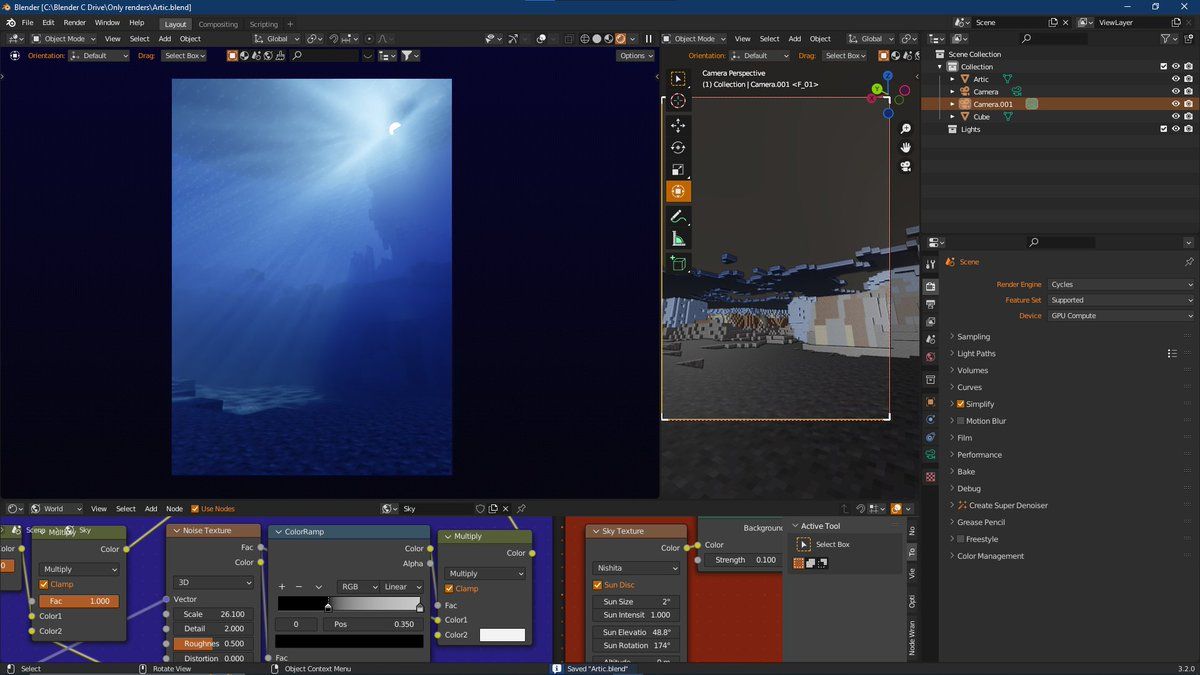 Blender [C:\Blender C Drive\Only renders\Artic.blend]
File Edit Render Window Help Layout Compositing Scripting + Scene ViewLayer
Object Mode View Select Add Object Global Object Mode View Select Add Object Global
Orientation: Default Drag: Select Box Options Orientation: Default Drag: Select Box
Camera Perspective
(1) Collection | Camera.001 <F_01>
Z
Y
X
Scene Collection
Collection
Artic
Camera
Camera.001
Cube
Lights
Scene
Render Engine Cycles
Feature Set Supported
Device GPU Compute
Sampling
Light Paths
Volumes
Curves
Simplify
Motion Blur
Film
Performance
Bake
Debug
Create Super Denoiser
Grease Pencil
Freestyle
Color Management
World View Select Add Node Use Nodes Sky
Scene Sky
Multiply
Color
Multiply
Clamp
Fac 1.000
Color1
Color2
Noise Texture
Fac
Color
3D
Vector
Scale 26.100
Detail 2.000
Roughnes 0.500
Distortion 0.000
ColorRamp
Color
Alpha
RGB Linear
0 Pos 0.350
Fac
Multiply
Color
Multiply
Clamp
Fac
Color1
Color2
Sky Texture
Color
Nishita
Sun Disc
Sun Size 2°
Sun Intensit 1.000
Sun Elevatio 48.8°
Sun Rotation 174°
Altitude 0 m
Background
Color
Strength 0.100
Active Tool
Select Box
No
To
Vie
Opti
Node Wran
Select Rotate View Object Context Menu Saved "Artic.blend" 3.2.0